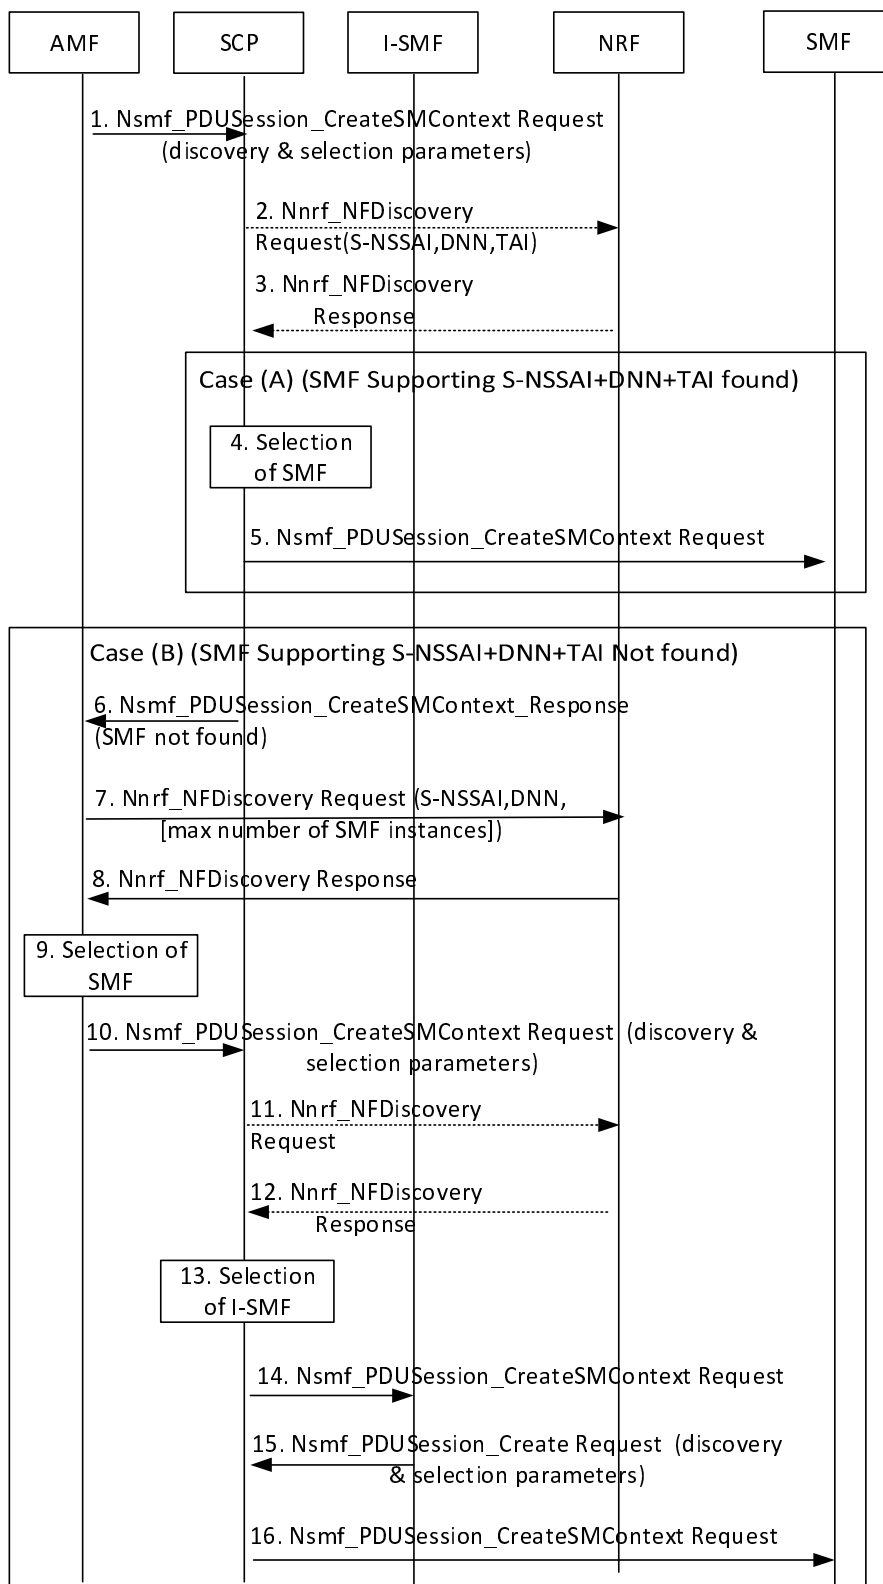 AMF
SCP
I-SMF
NRF
SMF
1. Nsmf_PDUSession_CreateSMContext Request
(discovery & selection parameters)
2. Nnrf_NFDiscovery
Request(S-NSSAI,DNN,TAI)
3. Nnrf_NFDiscovery
Response
Case (A) (SMF Supporting S-NSSAI+DNN+TAI found)
4. Selection
of SMF
5. Nsmf_PDUSession_CreateSMContext Request
Case (B) (SMF Supporting S-NSSAI+DNN+TAI Not found)
6. Nsmf_PDUSession_CreateSMContext_Response
(SMF not found)
7. Nnrf_NFDiscovery Request (S-NSSAI,DNN,
[max number of SMF instances])
8. Nnrf_NFDiscovery Response
9. Selection of
SMF
10. Nsmf_PDUSession_CreateSMContext Request (discovery &
selection parameters)
11. Nnrf_NFDiscovery
Request
12. Nnrf_NFDiscovery
Response
13. Selection
of I-SMF
14. Nsmf_PDUSession_CreateSMContext Request
15. Nsmf_PDUSession_Create Request (discovery
& selection parameters)
16. Nsmf_PDUSession_CreateSMContext Request